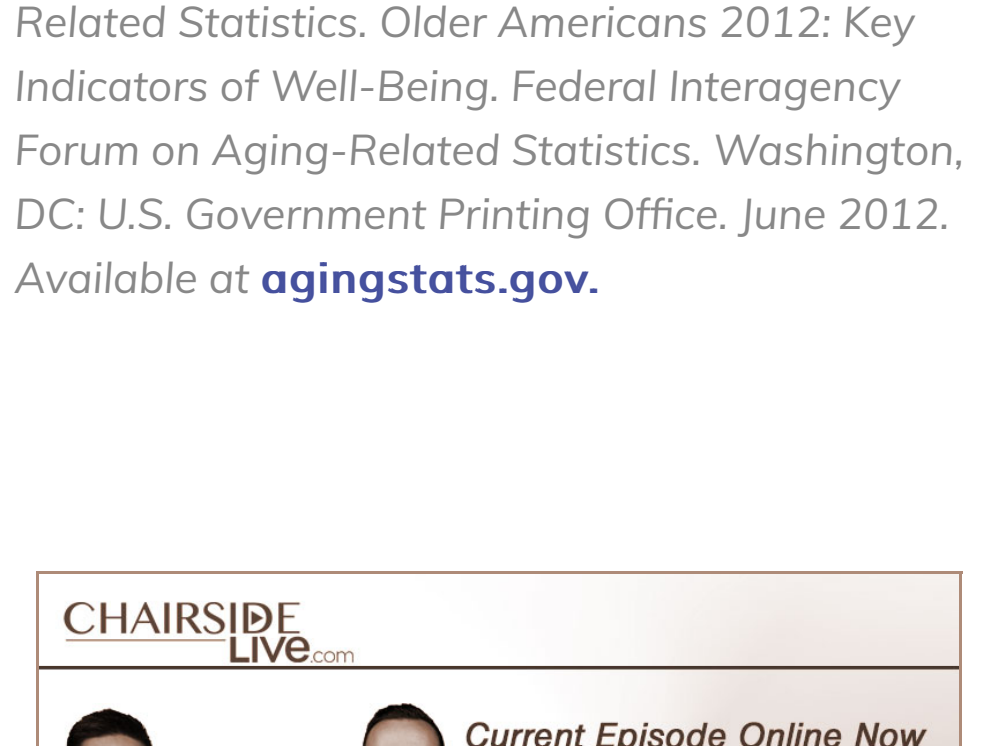 Related Statistics. Older Americans 2012: Key
Indicators of Well-Being. Federal Interagency
Forum on Aging-Related Statistics. Washington,
DC: U.S. Government Printing Office. June 2012.
Available at agingstats.gov.
CHAIRSIDE
LIVe.com
Current Episode Online Now